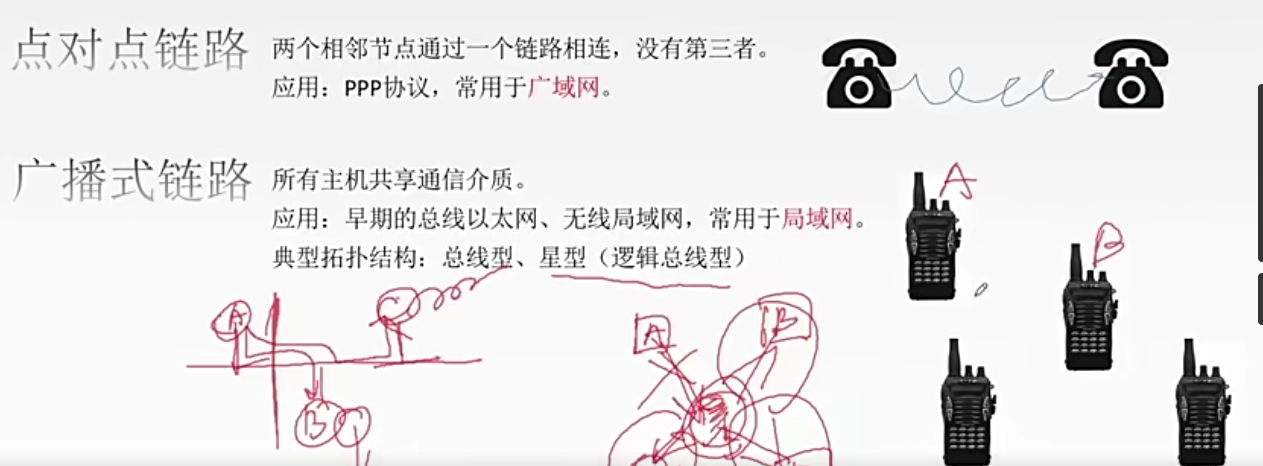 点对点链路
两个相邻节点通过一个链路相连，没有第三者。
应用：PPP协议，常用于广域网。
广播式链路
所有主机共享通信介质。
应用：早期的总线以太网、无线局域网，常用于局域网。
典型拓扑结构：总线型、星型（逻辑总线型）
A
B
A
C
B
A
B